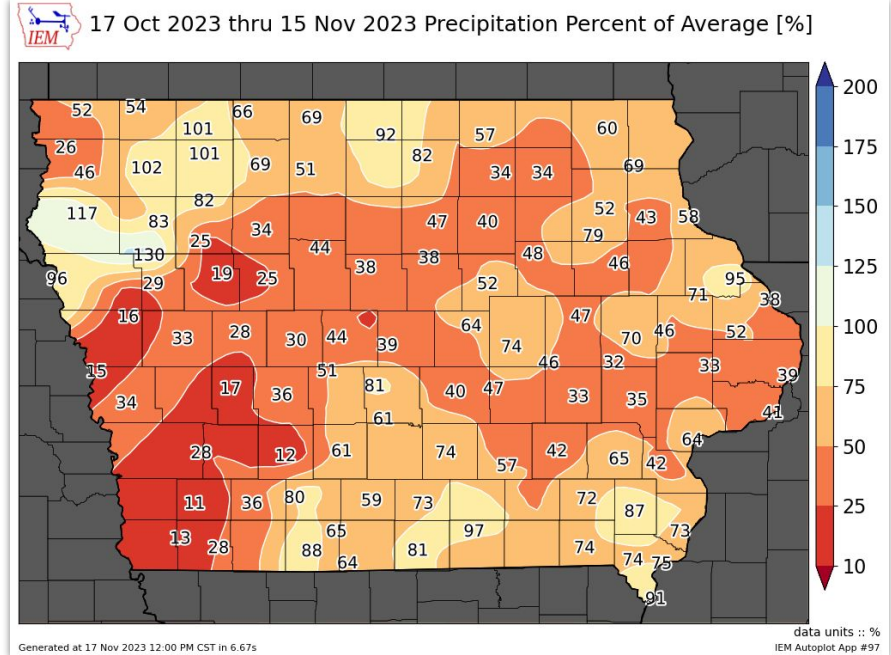 IEM
17 Oct 2023 thru 15 Nov 2023 Precipitation Percent of Average [%]
52 54 101 66 69 92 57 60
26 46 102 101 69 51 82 34 34 69
117 83 82 34 47 40 52 43 58
25 44 38 79
96 130 19 25 38 48 46 95
29 52 71 38
16 33 28 30 44 39 64 74 47 70 46 52
15 51 46 32 33 39
34 17 36 81 40 47 33 35 41
28 12 61 61 74 57 42 65 42 64
11 36 80 59 73 72 87
13 28 88 65 64 81 97 74 74 75 73
91
200
175
150
125
100
75
50
25
10
data units :: %
Generated at 17 Nov 2023 12:00 PM CST in 6.67s
IEM Autoplot App #97